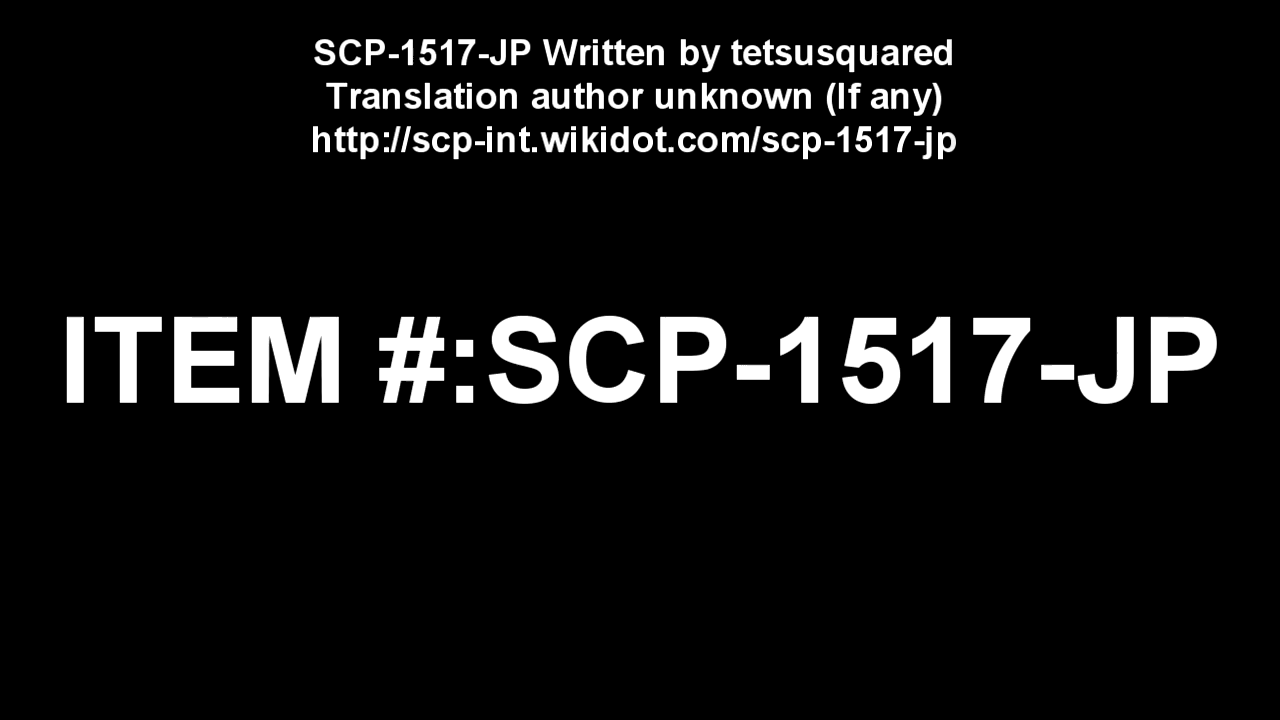 SCP-1517-JP Written by tetsusquared
Translation author unknown (If any)
http://scp-int.wikidot.com/scp-1517-jp
ITEM #:SCP-1517-JP